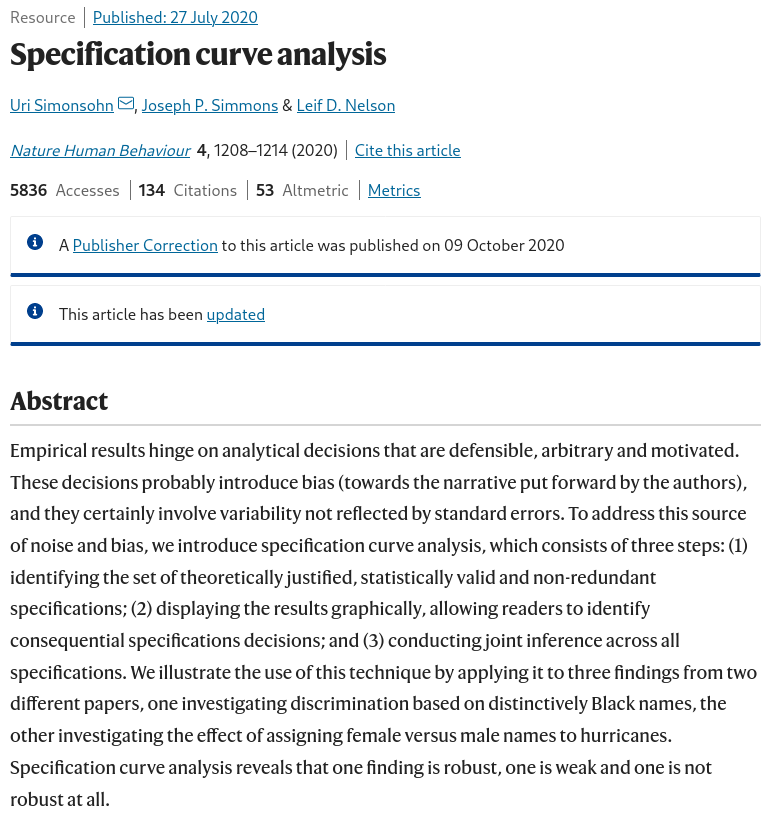 Resource | Published: 27 July 2020
Specification curve analysis
Uri Simonsohn, Joseph P. Simmons & Leif D. Nelson
Nature Human Behaviour 4, 1208–1214 (2020) | Cite this article
5836 Accesses | 134 Citations | 53 Altmetric | Metrics
A Publisher Correction to this article was published on 09 October 2020
This article has been updated
Abstract
Empirical results hinge on analytical decisions that are defensible, arbitrary and motivated.
These decisions probably introduce bias (towards the narrative put forward by the authors),
and they certainly involve variability not reflected by standard errors. To address this source
of noise and bias, we introduce specification curve analysis, which consists of three steps: (1)
identifying the set of theoretically justified, statistically valid and non-redundant
specifications; (2) displaying the results graphically, allowing readers to identify
consequential specifications decisions; and (3) conducting joint inference across all
specifications. We illustrate the use of this technique by applying it to three findings from two
different papers, one investigating discrimination based on distinctively Black names, the
other investigating the effect of assigning female versus male names to hurricanes.
Specification curve analysis reveals that one finding is robust, one is weak and one is not
robust at all.